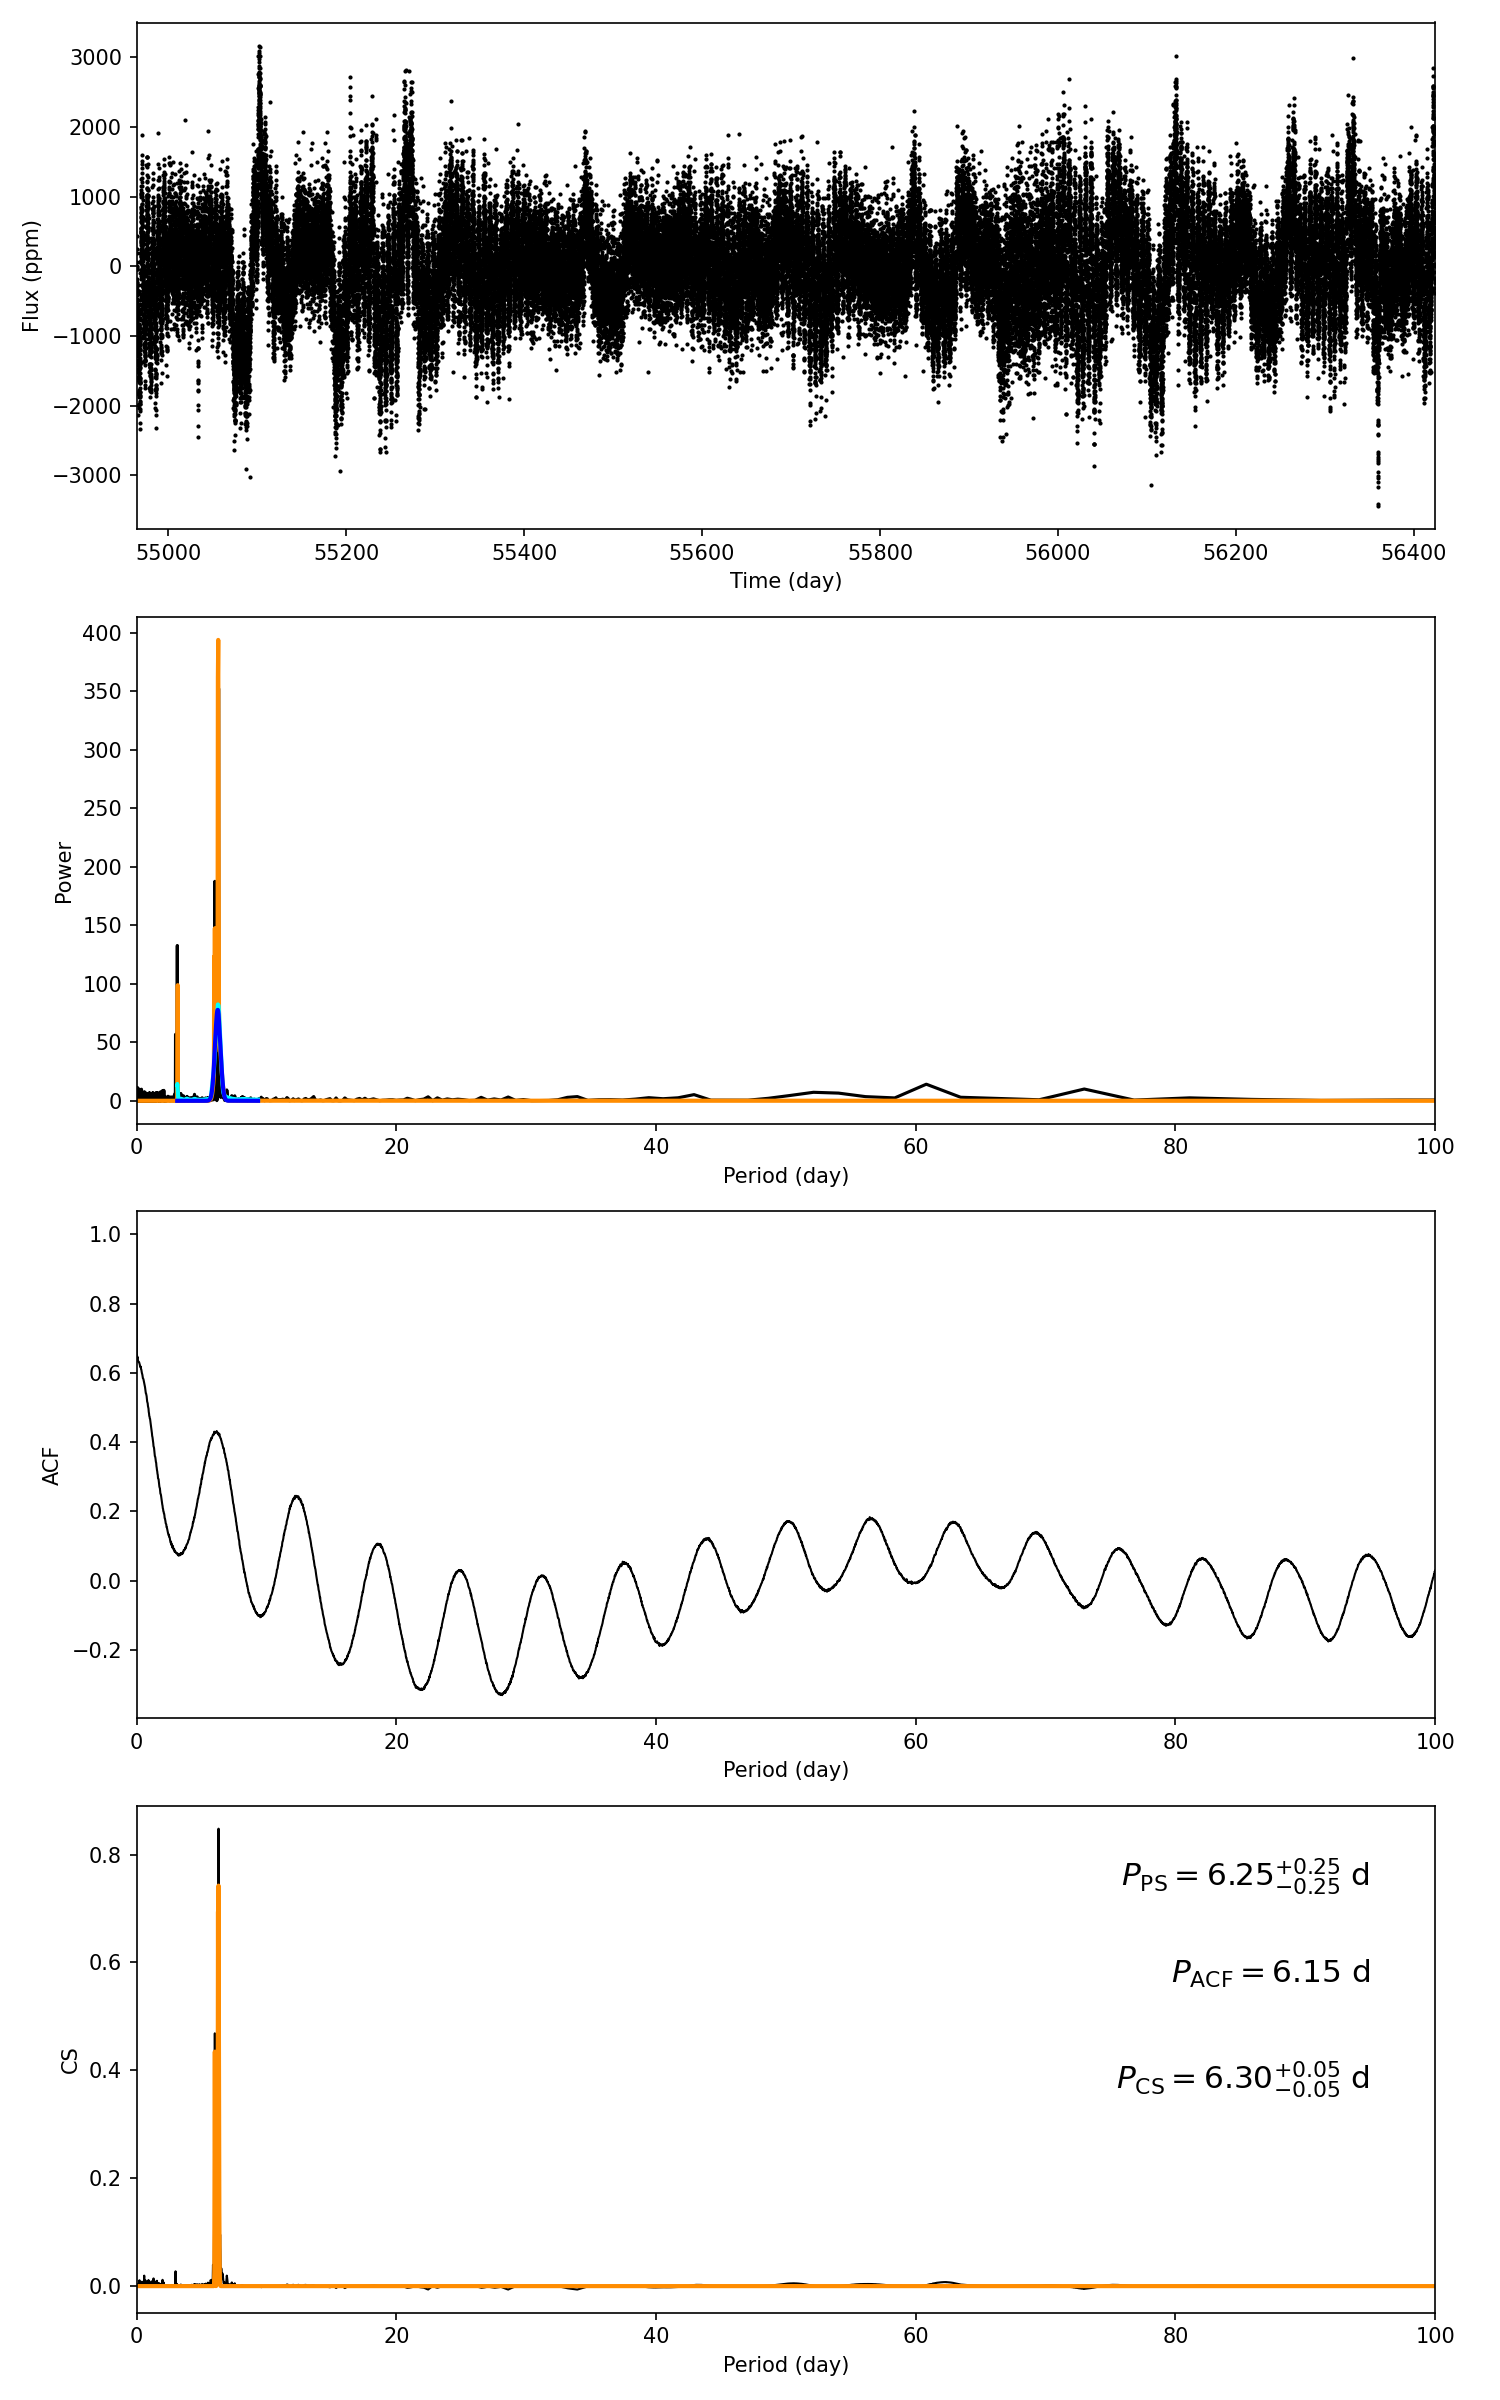 3000
2000
1000
0
−1000
−2000
−3000
Flux (ppm)
55000 55200 55400 55600 55800 56000 56200 56400
Time (day)
400
350
300
250
200
150
100
50
0
Power
0 20 40 60 80 100
Period (day)
1.0
0.8
0.6
0.4
0.2
0.0
−0.2
ACF
0 20 40 60 80 100
Period (day)
0.8
0.6
0.4
0.2
0.0
CS
P_PS = 6.25^{+0.25}_{−0.25} d
P_ACF = 6.15 d
P_CS = 6.30^{+0.05}_{−0.05} d
0 20 40 60 80 100
Period (day)